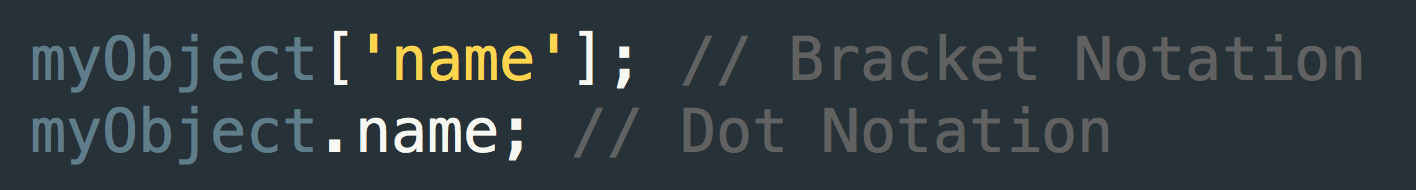 myObject['name']; // Bracket Notation
myObject.name; // Dot Notation